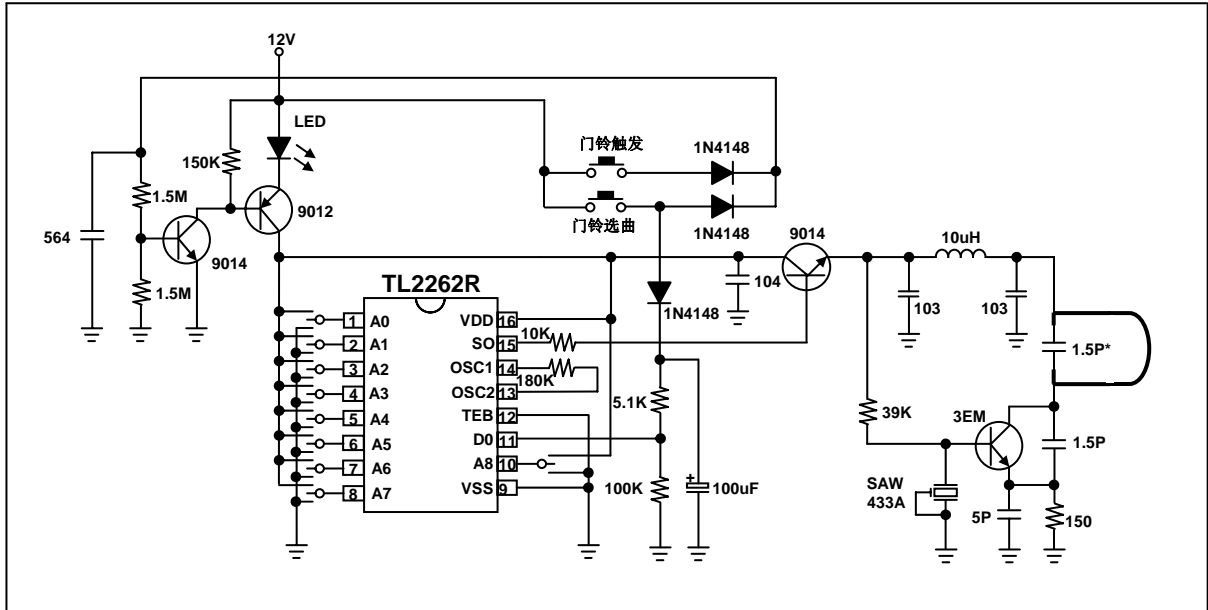 12V
LED
150K
1.5M
9012
564
9014
1.5M
门铃触发
1N4148
门铃选曲
1N4148
9014
10uH
104
103
103
1N4148
1.5P*
TL2262R
1 A0 VDD 16
2 A1 SO 15 10K
3 A2 OSC1 14
180K
4 A3 OSC2 13
5 A4 TEB 12
6 A5 D0 11
7 A6 A8 10
8 A7 VSS 9
5.1K
100K
100uF
+
39K
3EM
1.5P
SAW
433A
5P
150